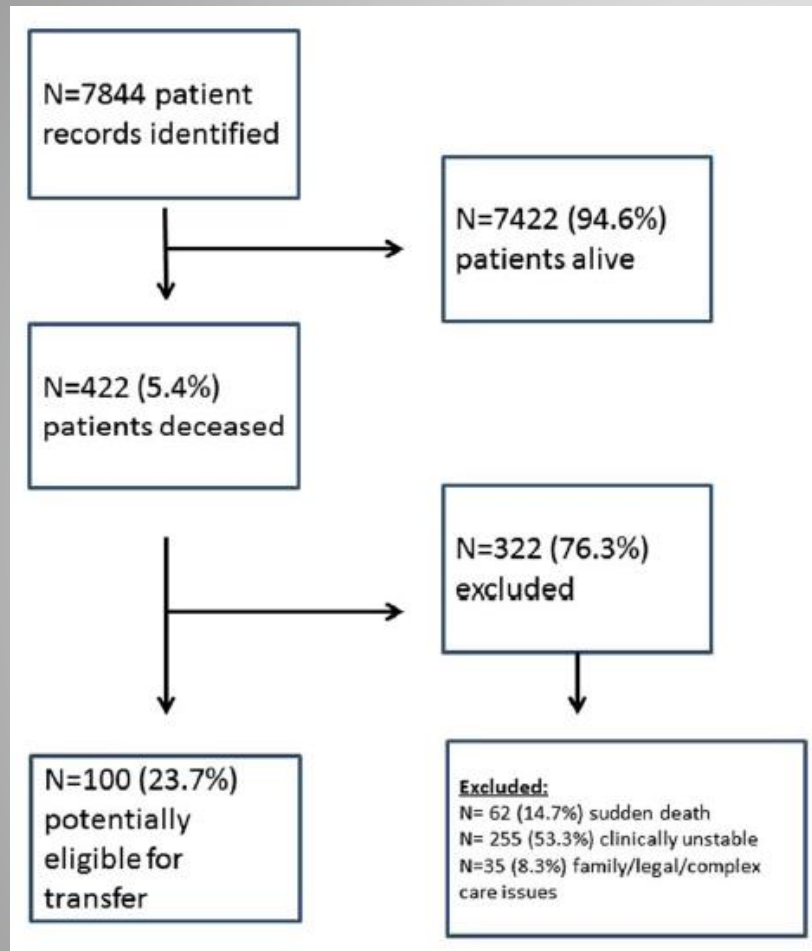 N=7844 patient
records identified
N=7422 (94.6%)
patients alive
N=422 (5.4%)
patients deceased
N=322 (76.3%)
excluded
N=100 (23.7%)
potentially
eligible for
transfer
Excluded:
N= 62 (14.7%) sudden death
N= 255 (53.3%) clinically unstable
N=35 (8.3%) family/legal/complex
care issues